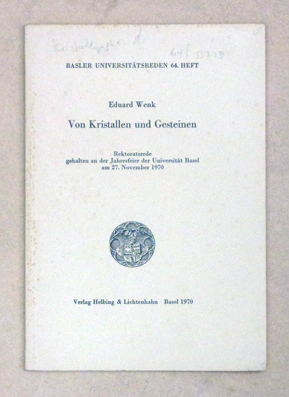 BASLER UNIVERSITÄTSREDEN 64. HEFT
Eduard Wenk
Von Kristallen und Gesteinen
Rektoratsrede
gehalten an der Jahresfeier der Universität Basel
am 27. November 1970
Verlag Helbing & Lichtenhahn Basel 1970